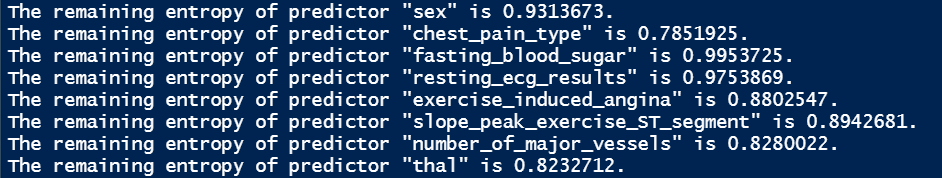 The remaining entropy of predictor "sex" is 0.9313673.
The remaining entropy of predictor "chest_pain_type" is 0.7851925.
The remaining entropy of predictor "fasting_blood_sugar" is 0.9953725.
The remaining entropy of predictor "resting_ecg_results" is 0.9753869.
The remaining entropy of predictor "exercise_induced_angina" is 0.8802547.
The remaining entropy of predictor "slope_peak_exercise_ST_segment" is 0.8942681.
The remaining entropy of predictor "number_of_major_vessels" is 0.8280022.
The remaining entropy of predictor "thal" is 0.8232712.